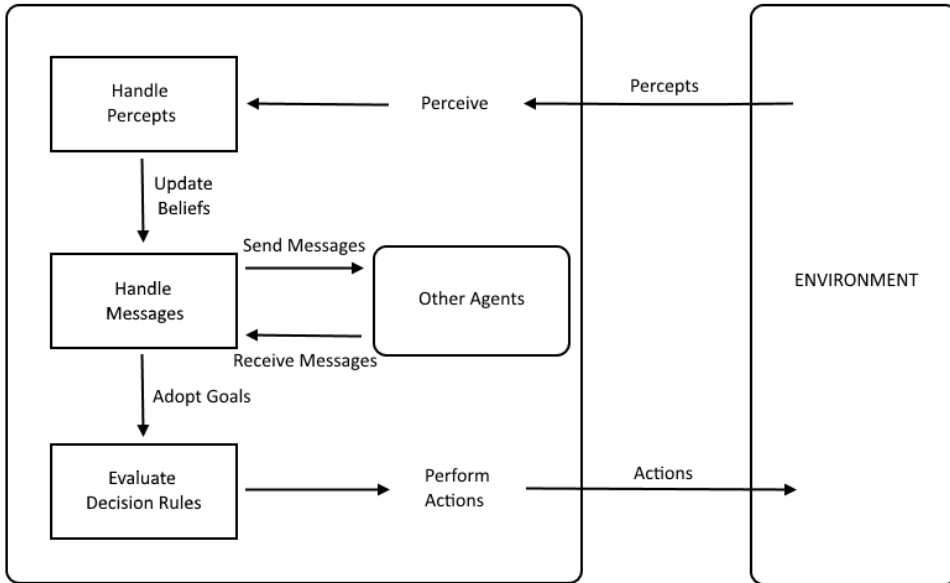 Handle
Percepts
Perceive
Percepts
Update
Beliefs
Send Messages
Handle
Messages
Other Agents
Receive Messages
ENVIRONMENT
Adopt Goals
Evaluate
Decision Rules
Perform
Actions
Actions